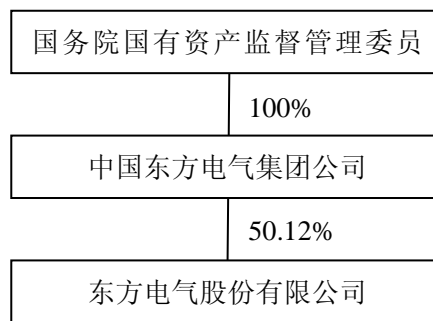 国务院国有资产监督管理委员
100%
中国东方电气集团公司
50.12%
东方电气股份有限公司